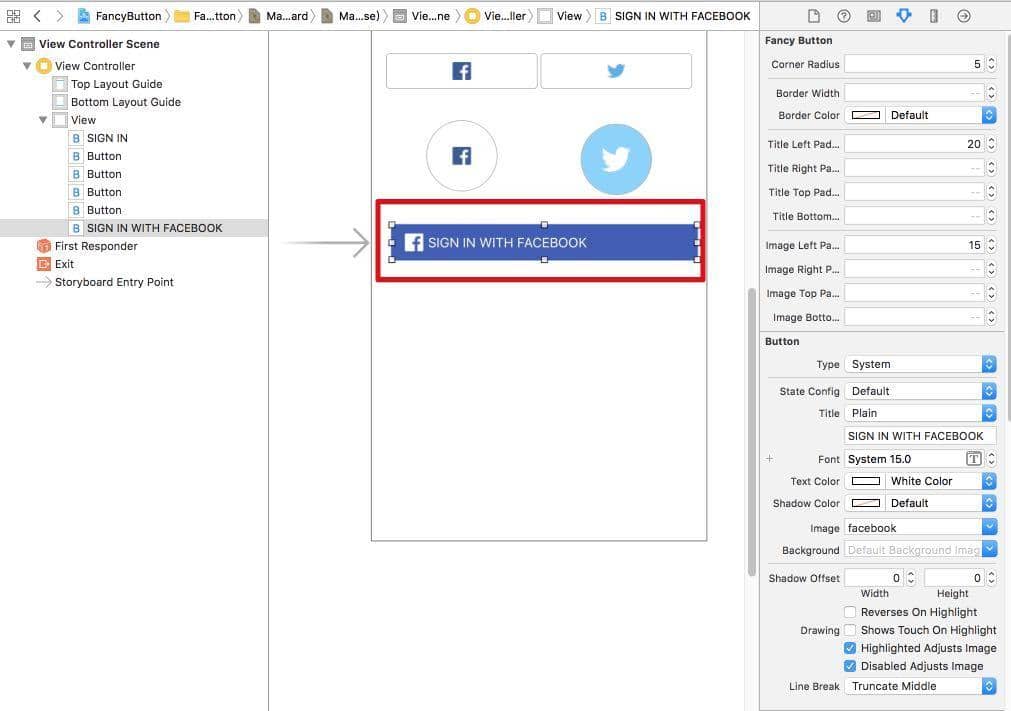 FancyButton
Fa...tton
Ma...ard
Ma...se)
Vie...ne
Vie...ller
View
B SIGN IN WITH FACEBOOK
View Controller Scene
View Controller
Top Layout Guide
Bottom Layout Guide
View
B SIGN IN
B Button
B Button
B Button
B Button
B SIGN IN WITH FACEBOOK
First Responder
Exit
Storyboard Entry Point
f
f
f SIGN IN WITH FACEBOOK
Fancy Button
Corner Radius 5
Border Width --
Border Color Default
Title Left Pad... 20
Title Right Pa... --
Title Top Pad... --
Title Bottom... --
Image Left Pa... 15
Image Right P... --
Image Top Pa... --
Image Botto... --
Button
Type System
State Config Default
Title Plain
SIGN IN WITH FACEBOOK
+ Font System 15.0 T
Text Color White Color
Shadow Color Default
Image facebook
Background Default Background Imag
Shadow Offset 0 0
Width Height
Reverses On Highlight
Drawing Shows Touch On Highlight
Highlighted Adjusts Image
Disabled Adjusts Image
Line Break Truncate Middle